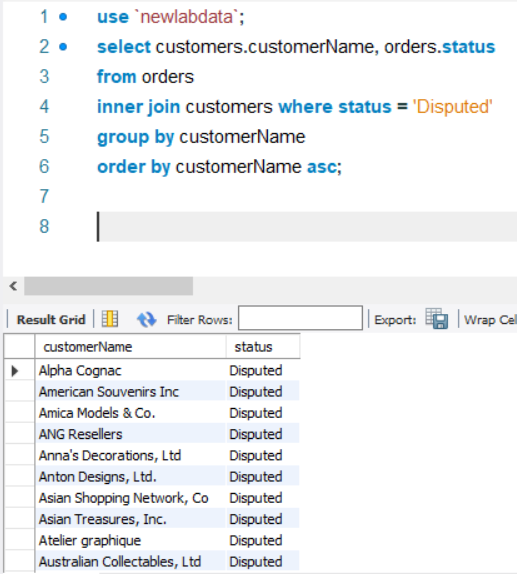 1 use `newlabdata`;
2 select customers.customerName, orders.status
3 from orders
4 inner join customers where status = 'Disputed'
5 group by customerName
6 order by customerName asc;
7
8
Result Grid Filter Rows: Export: Wrap Cel
customerName status
Alpha Cognac Disputed
American Souvenirs Inc Disputed
Amica Models & Co. Disputed
ANG Resellers Disputed
Anna's Decorations, Ltd Disputed
Anton Designs, Ltd. Disputed
Asian Shopping Network, Co Disputed
Asian Treasures, Inc. Disputed
Atelier graphique Disputed
Australian Collectables, Ltd Disputed